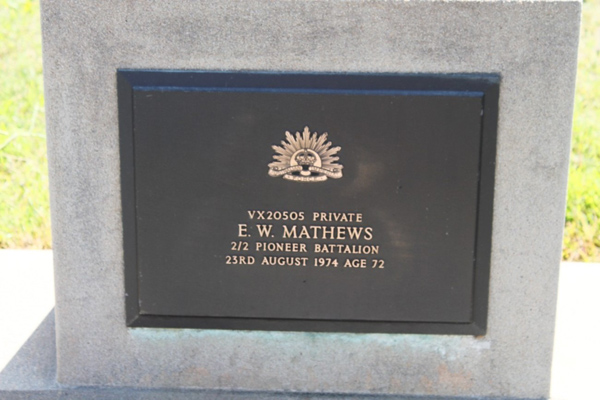 VX20505 PRIVATE
E. W. MATHEWS
2/2 PIONEER BATTALION
23RD AUGUST 1974 AGE 72